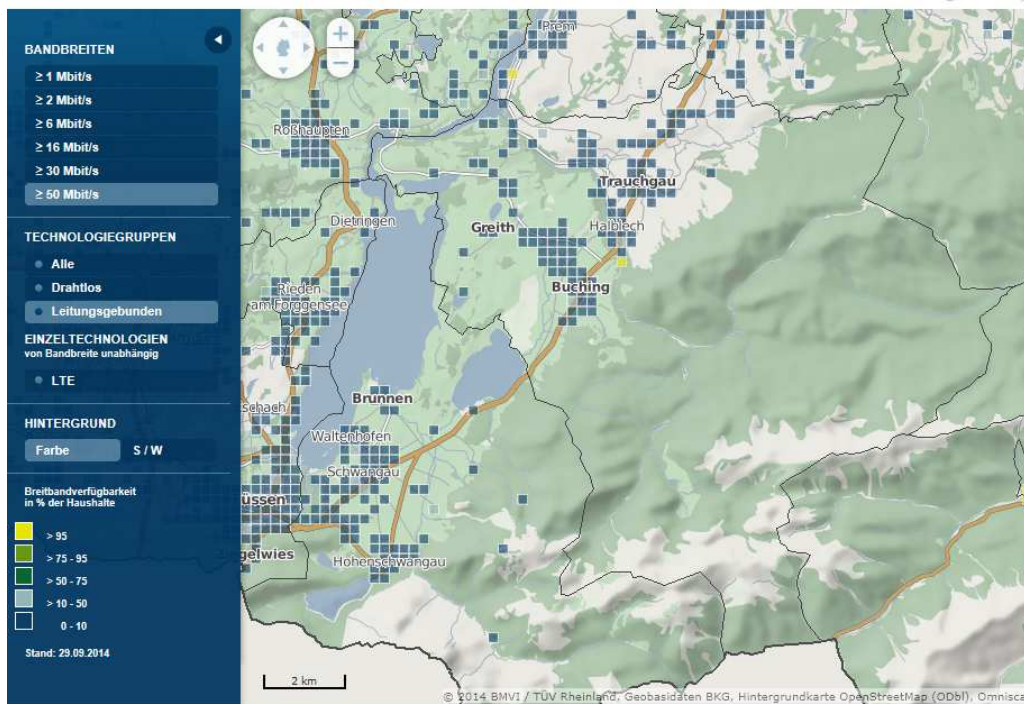 BANDBREITEN
≥ 1 Mbit/s
≥ 2 Mbit/s
≥ 6 Mbit/s
≥ 16 Mbit/s
≥ 30 Mbit/s
≥ 50 Mbit/s
TECHNOLOGIEGRUPPEN
Alle
Drahtlos
Leitungsgebunden
EINZELTECHNOLOGIEN
von Bandbreite unabhängig
LTE
HINTERGRUND
Farbe S / W
Breitbandverfügbarkeit
in % der Haushalte
> 95
> 75 - 95
> 50 - 75
> 10 - 50
0 - 10
Stand: 29.09.2014
Prem
Roßhaupten
Trauchgau
Dietringen
Greith
Halblech
Buching
Rieden
am Forggensee
Brunnen
schach
Waltenhofen
Schwangau
üssen
gelwies
Hohenschwangau
2 km
© 2014 BMVI / TÜV Rheinland, Geobasidaten BKG, Hintergrundkarte OpenStreetMap (ODbl), Omnisca